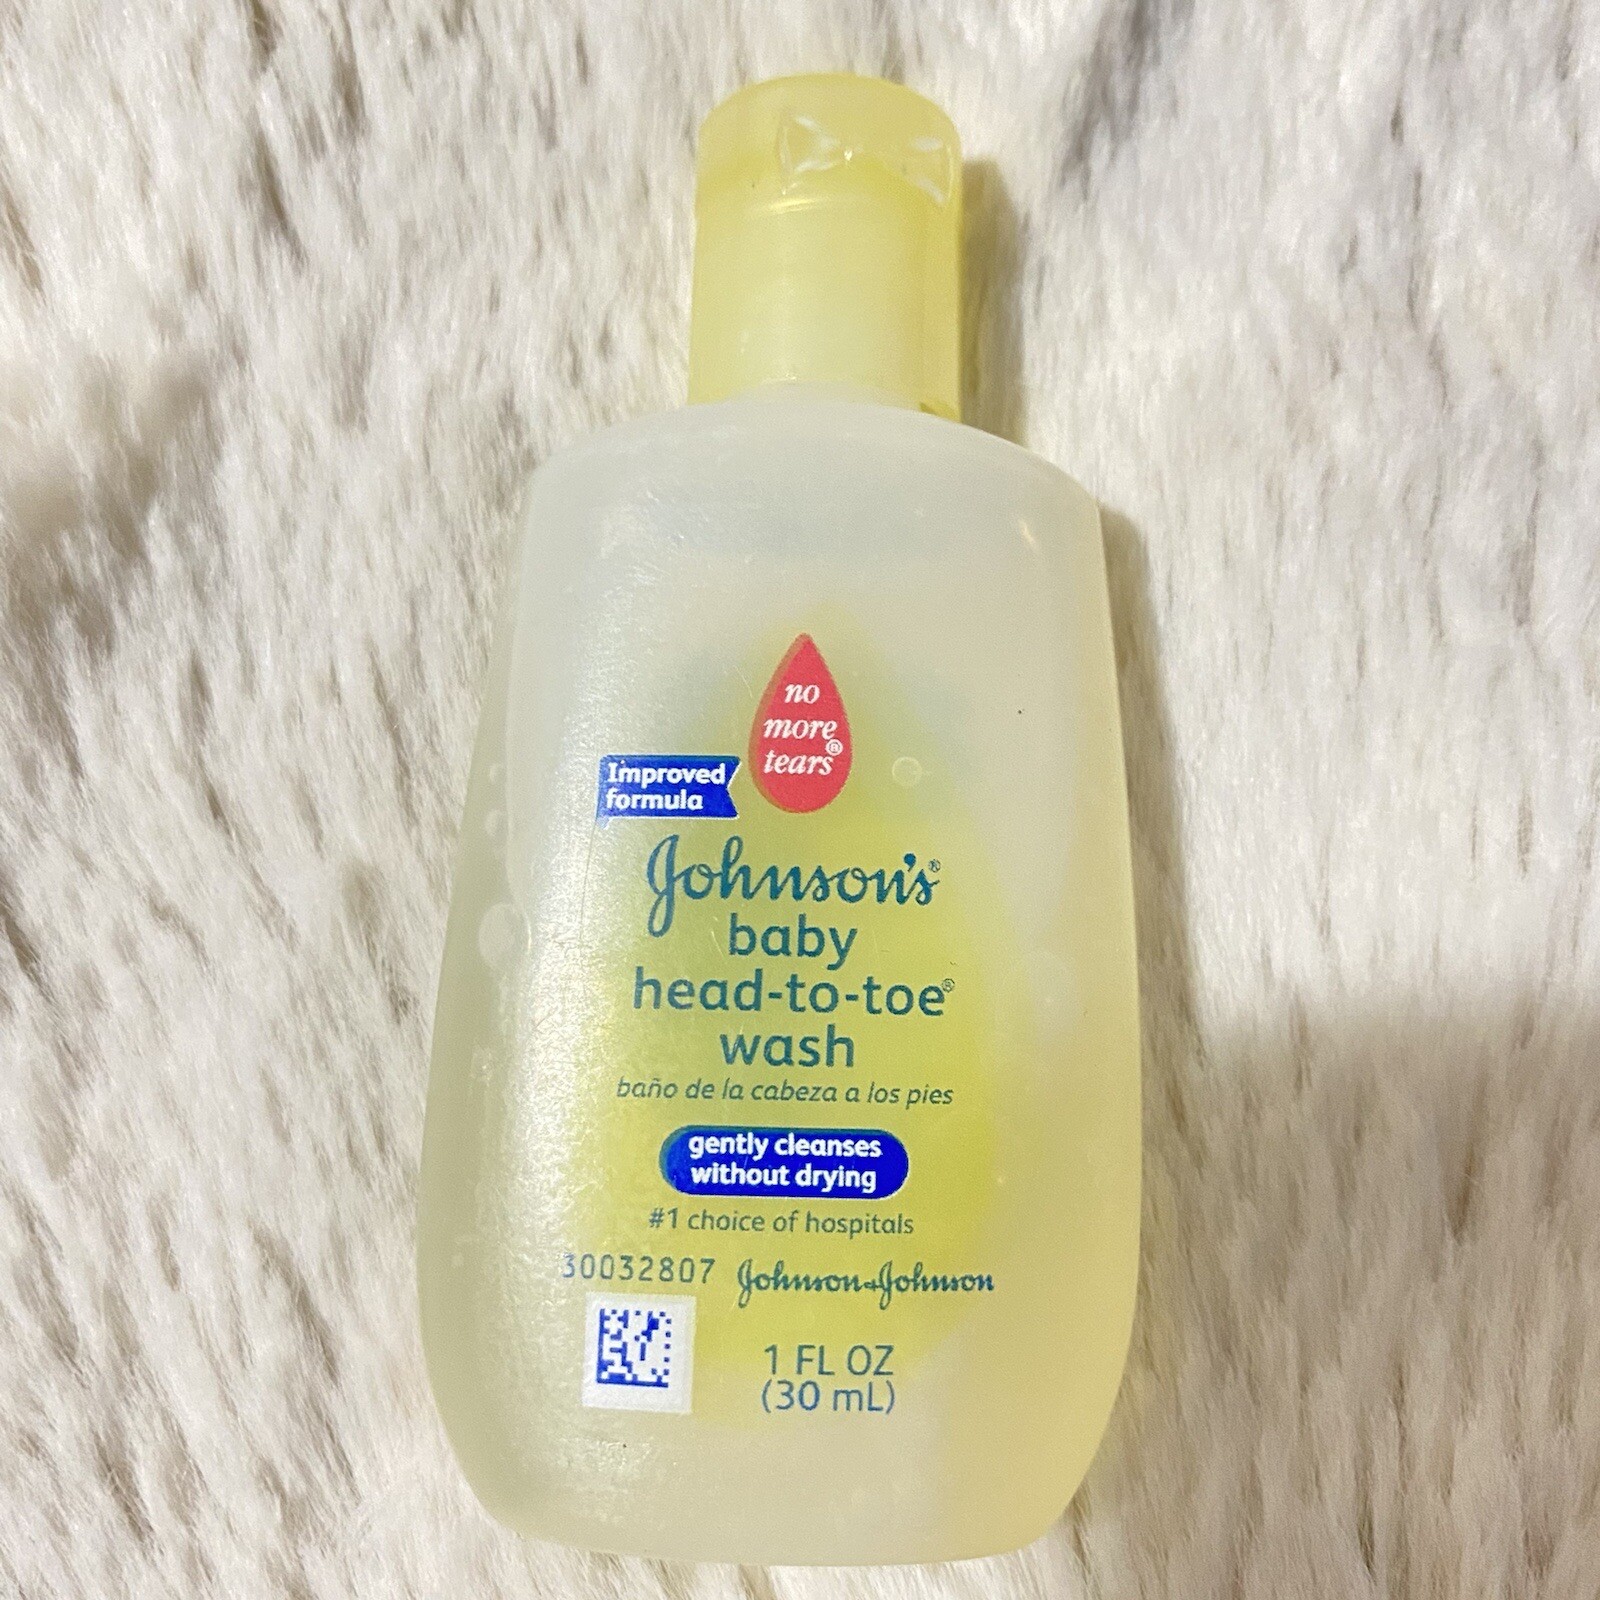 no
more
tears®
Improved
formula
Johnson's®
baby
head-to-toe®
wash
baño de la cabeza a los pies
gently cleanses
without drying
#1 choice of hospitals
30032807
Johnson & Johnson
1 FL OZ
(30 mL)